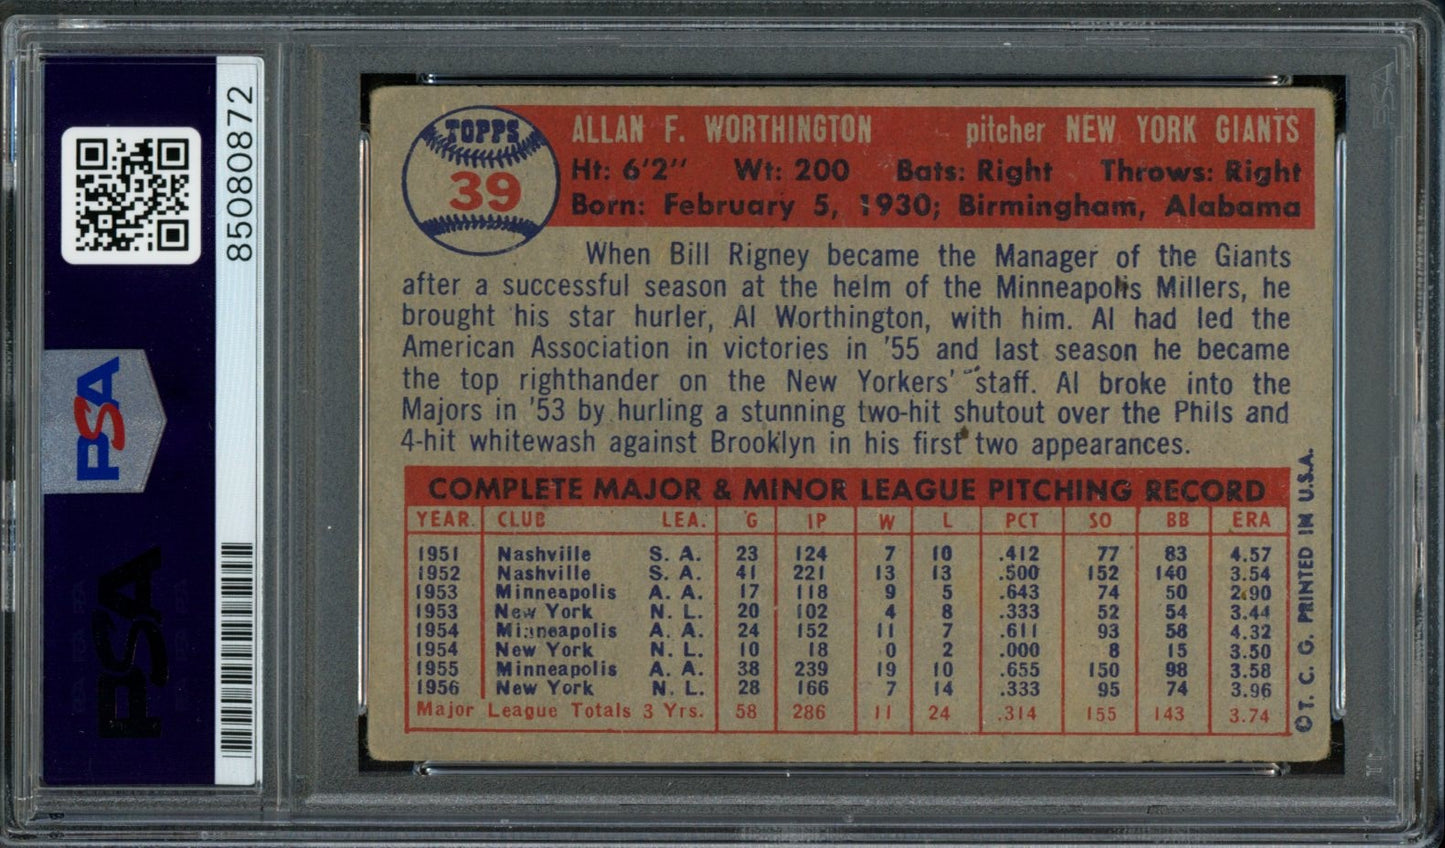 85080872
PSA
PSA
TOPPS
39
ALLAN F. WORTHINGTON pitcher NEW YORK GIANTS
Ht: 6'2" Wt: 200 Bats: Right Throws: Right
Born: February 5, 1930; Birmingham, Alabama
When Bill Rigney became the Manager of the Giants
after a successful season at the helm of the Minneapolis Millers, he
brought his star hurler, Al Worthington, with him. Al had led the
American Association in victories in '55 and last season he became
the top righthander on the New Yorkers' staff. Al broke into the
Majors in '53 by hurling a stunning two-hit shutout over the Phils and
4-hit whitewash against Brooklyn in his first two appearances.
COMPLETE MAJOR & MINOR LEAGUE PITCHING RECORD
YEAR CLUB LEA. G IP W L PCT SO BB ERA
1951 Nashville S. A. 23 124 7 10 .412 77 83 4.57
1952 Nashville S. A. 41 221 13 13 .500 152 140 3.54
1953 Minneapolis A. A. 17 118 9 5 .643 74 50 2.90
1953 New York N. L. 20 102 4 8 .333 52 54 3.44
1954 Minneapolis A. A. 24 152 11 7 .611 93 58 4.32
1954 New York N. L. 10 18 0 2 .000 8 15 3.50
1955 Minneapolis A. A. 38 239 19 10 .655 150 98 3.58
1956 New York N. L. 28 166 7 14 .333 95 74 3.96
Major League Totals 3 Yrs. 58 286 11 24 .314 155 143 3.74
© T. C. G. PRINTED IN U.S.A.
PSA